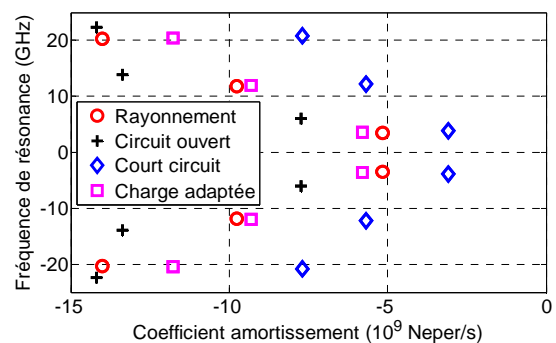 Fréquence de résonance (GHz)
20
10
0
-10
-20
Rayonnement
Circuit ouvert
Court circuit
Charge adaptée
-15
-10
-5
0
Coefficient amortissement (10⁹ Neper/s)